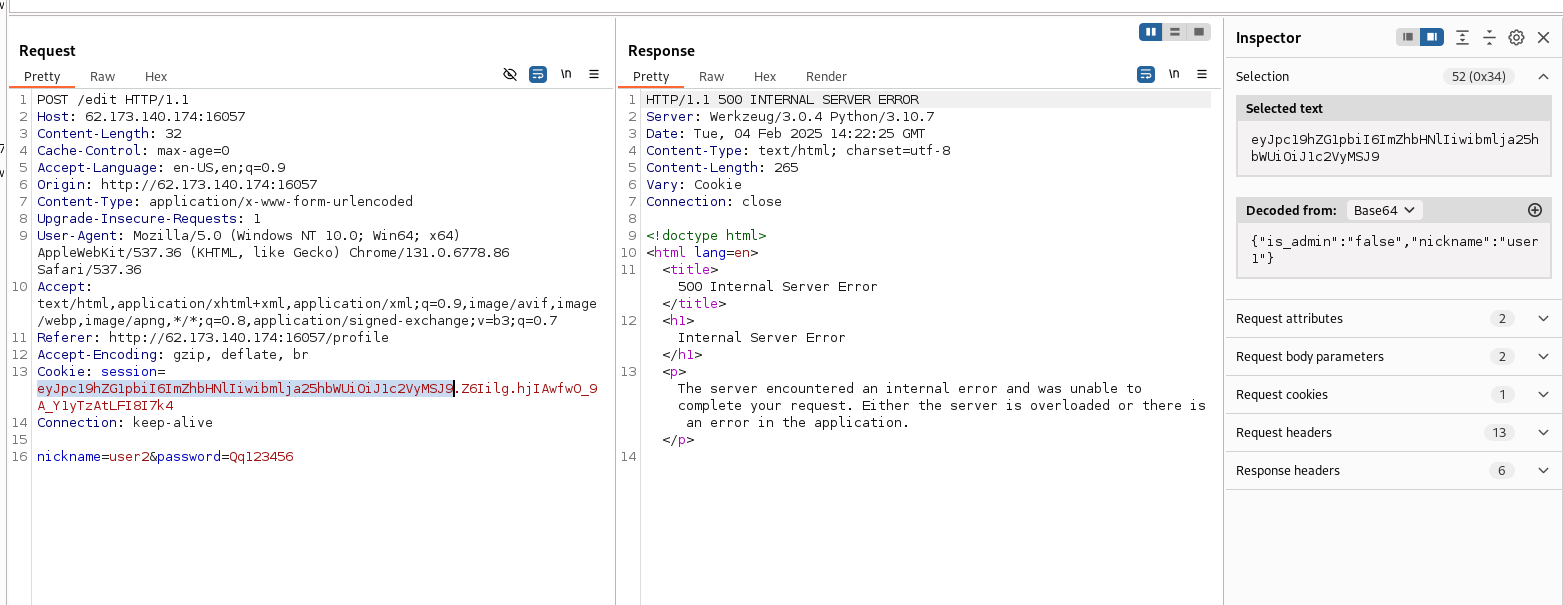 Request
Pretty Raw Hex \n
1 POST /edit HTTP/1.1
2 Host: 62.173.140.174:16057
3 Content-Length: 32
4 Cache-Control: max-age=0
5 Accept-Language: en-US,en;q=0.9
6 Origin: http://62.173.140.174:16057
7 Content-Type: application/x-www-form-urlencoded
8 Upgrade-Insecure-Requests: 1
9 User-Agent: Mozilla/5.0 (Windows NT 10.0; Win64; x64)
AppleWebKit/537.36 (KHTML, like Gecko) Chrome/131.0.6778.86
Safari/537.36
10 Accept:
text/html,application/xhtml+xml,application/xml;q=0.9,image/avif,image
/webp,image/apng,*/*;q=0.8,application/signed-exchange;v=b3;q=0.7
11 Referer: http://62.173.140.174:16057/profile
12 Accept-Encoding: gzip, deflate, br
13 Cookie: session=
eyJpc19hZG1pbiI6ImZhbHNlIiwibmlja25hbWUiOiJ1c2VyMSJ9.Z6Iilg.hjIAwfwO_9
A_Y1yTzAtLFI8I7k4
14 Connection: keep-alive
15
16 nickname=user2&password=Qq123456
Response
Pretty Raw Hex Render \n
1 HTTP/1.1 500 INTERNAL SERVER ERROR
2 Server: Werkzeug/3.0.4 Python/3.10.7
3 Date: Tue, 04 Feb 2025 14:22:25 GMT
4 Content-Type: text/html; charset=utf-8
5 Content-Length: 265
6 Vary: Cookie
7 Connection: close
8
9 <!doctype html>
10 <html lang=en>
11 <title>
500 Internal Server Error
</title>
12 <h1>
Internal Server Error
</h1>
13 <p>
The server encountered an internal error and was unable to
complete your request. Either the server is overloaded or there is
an error in the application.
</p>
14
Inspector
Selection 52 (0x34)
Selected text
eyJpc19hZG1pbiI6ImZhbHNlIiwibmlja25h
bWUiOiJ1c2VyMSJ9
Decoded from: Base64
{"is_admin":"false","nickname":"user
1"}
Request attributes 2
Request body parameters 2
Request cookies 1
Request headers 13
Response headers 6